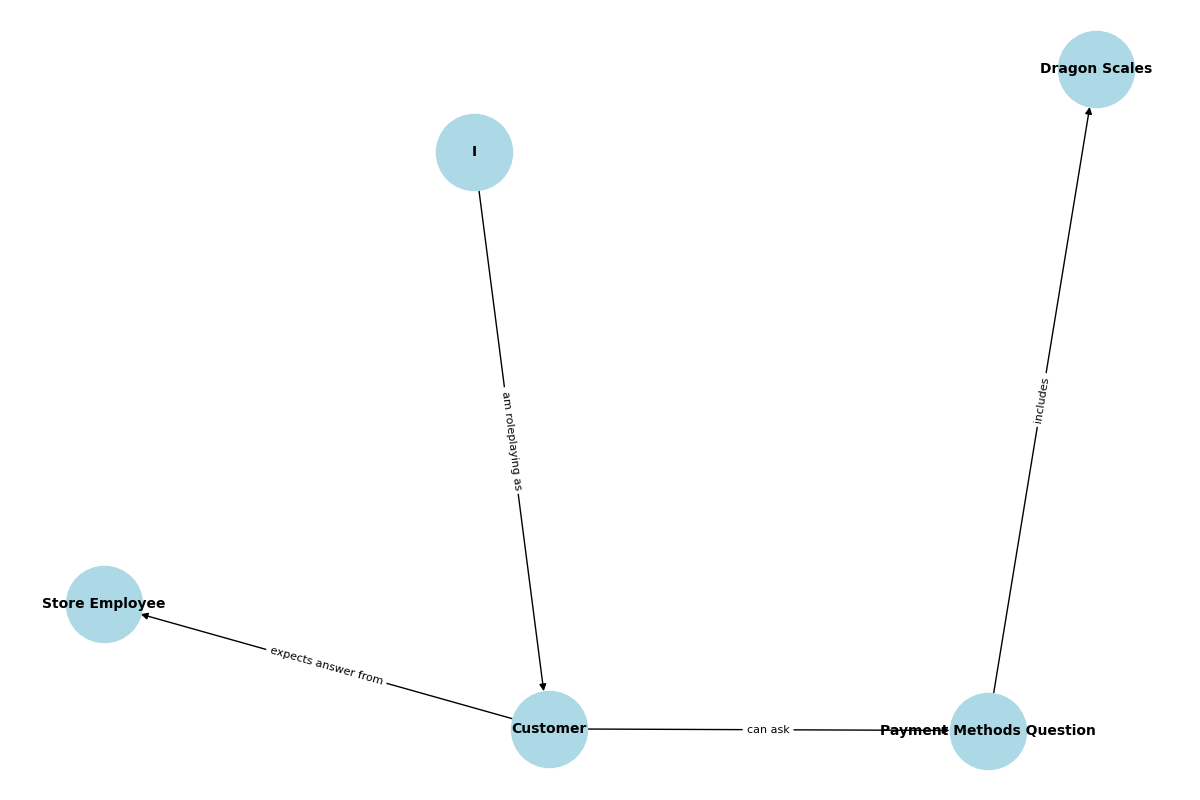 Dragon Scales
I
includes
am roleplaying as
Store Employee
expects answer from
Customer
can ask
Payment Methods Question